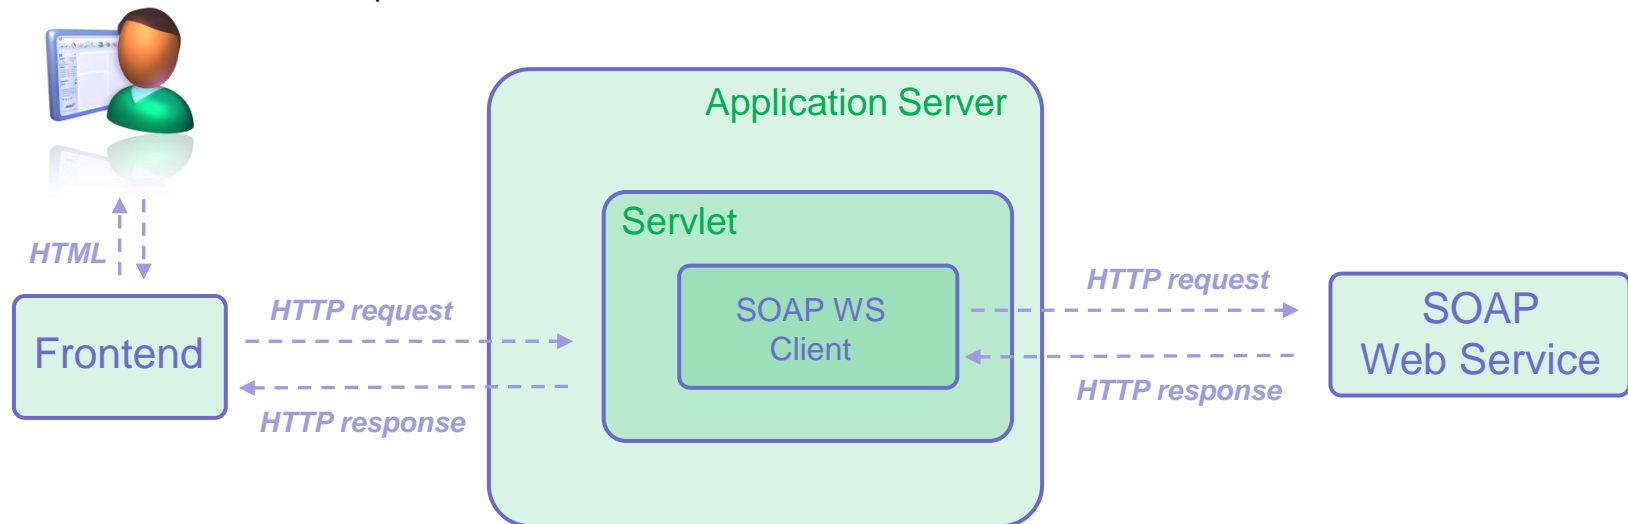 Application Server
Servlet
HTML
HTTP request
SOAP WS
Client
HTTP request
Frontend
SOAP
Web Service
HTTP response
HTTP response